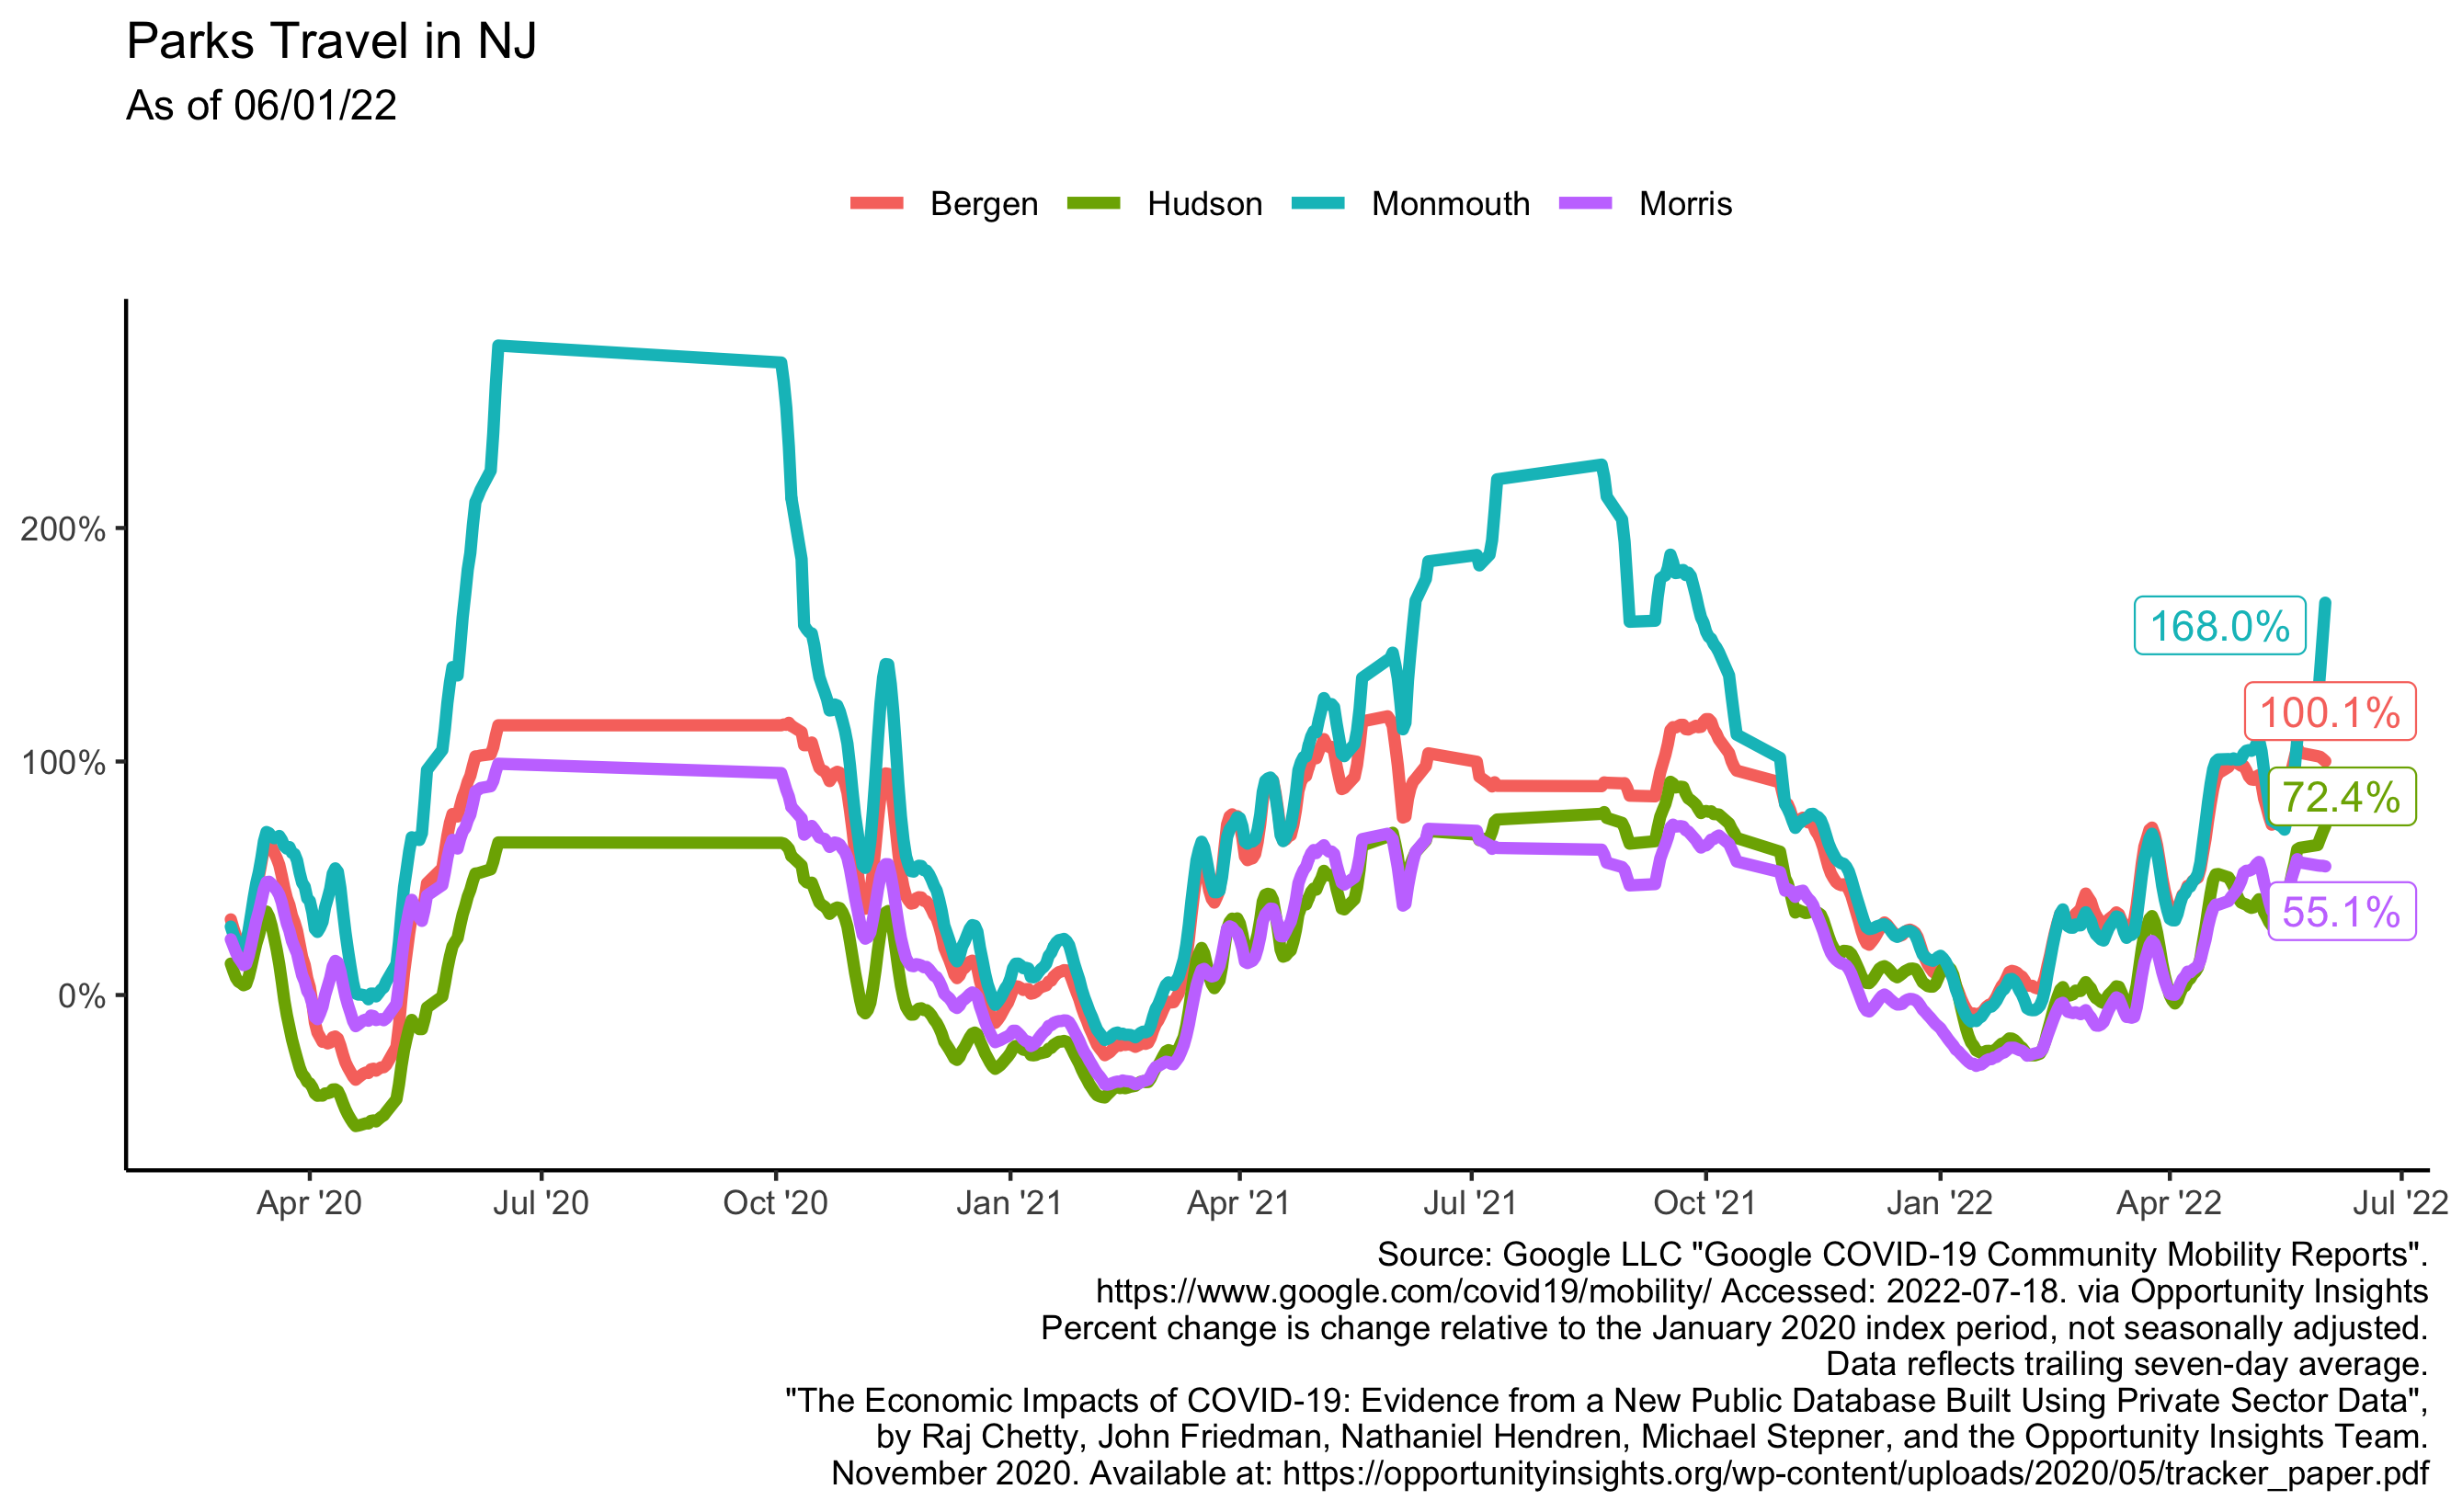 Parks Travel in NJ
As of 06/01/22
Bergen Hudson Monmouth Morris
200%
100%
0%
168.0%
100.1%
72.4%
55.1%
Apr '20 Jul '20 Oct '20 Jan '21 Apr '21 Jul '21 Oct '21 Jan '22 Apr '22 Jul '22
Source: Google LLC "Google COVID-19 Community Mobility Reports".
https://www.google.com/covid19/mobility/ Accessed: 2022-07-18. via Opportunity Insights
Percent change is change relative to the January 2020 index period, not seasonally adjusted.
Data reflects trailing seven-day average.
"The Economic Impacts of COVID-19: Evidence from a New Public Database Built Using Private Sector Data",
by Raj Chetty, John Friedman, Nathaniel Hendren, Michael Stepner, and the Opportunity Insights Team.
November 2020. Available at: https://opportunityinsights.org/wp-content/uploads/2020/05/tracker_paper.pdf